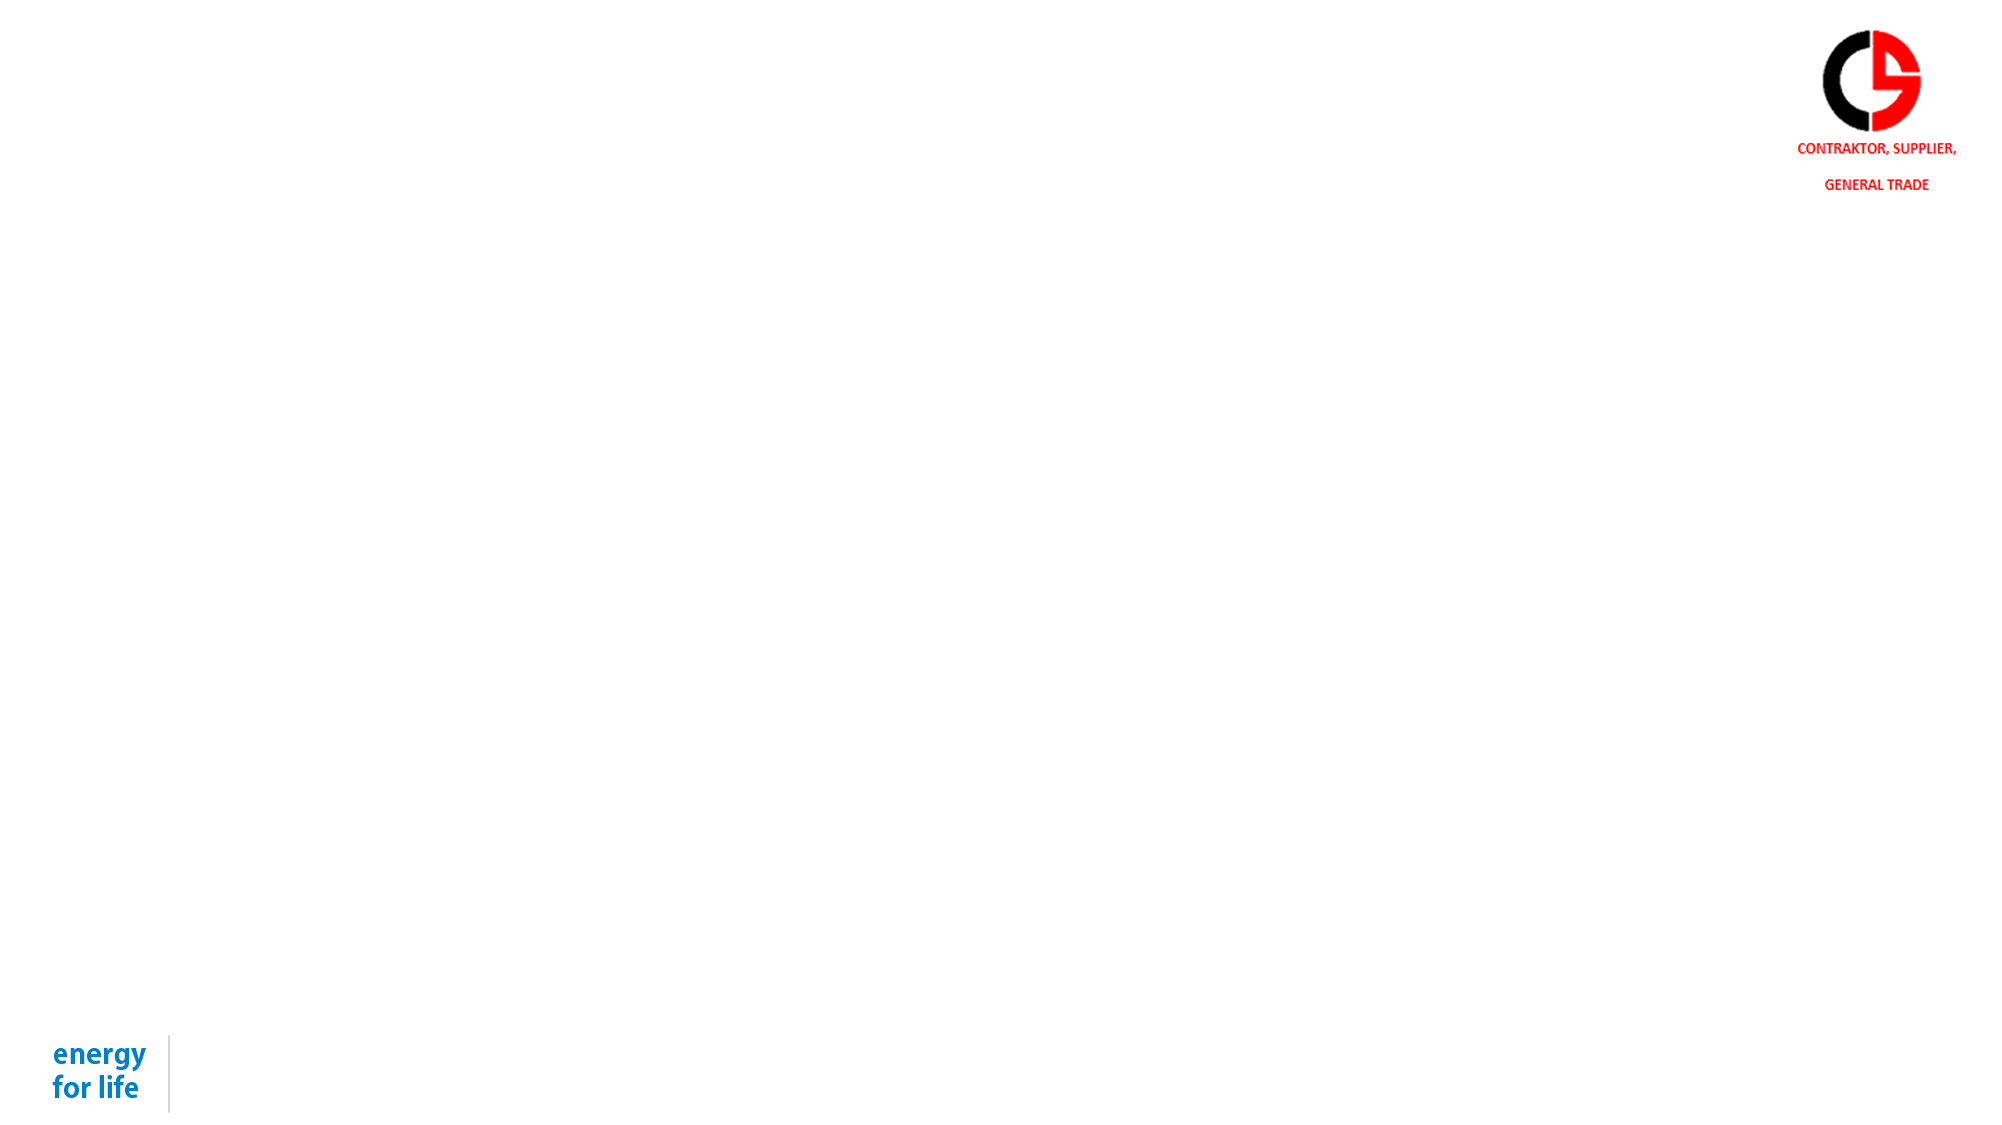 CONTRAKTOR, SUPPLIER,
GENERAL TRADE
energy
for life